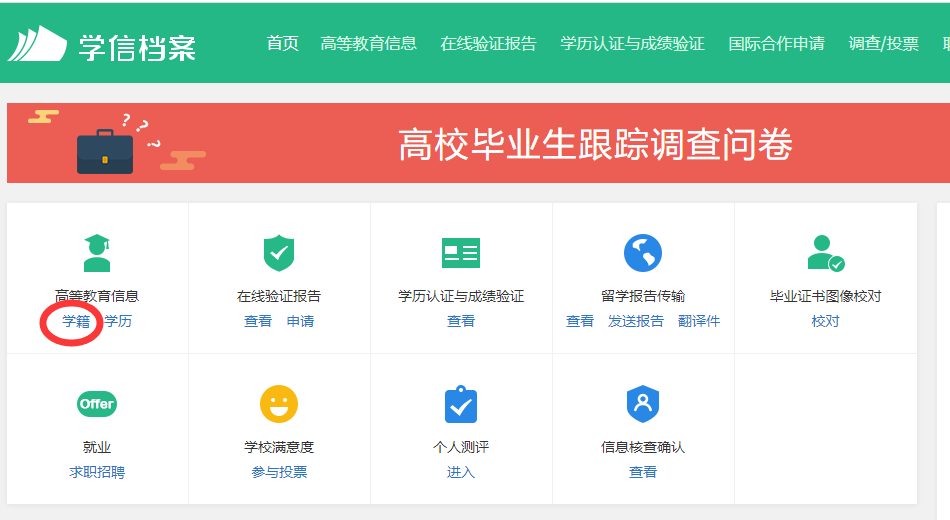 学信档案
首页 高等教育信息 在线验证报告 学历认证与成绩验证 国际合作申请 调查/投票
? ? ?
高校毕业生跟踪调查问卷
高等教育信息 在线验证报告 学历认证与成绩验证 留学报告传输 毕业证书图像校对
学籍 学历 查看 申请 查看 查看 发送报告 翻译件 校对
Offer
就业 学校满意度 个人测评 信息核查确认
求职招聘 参与投票 进入 查看